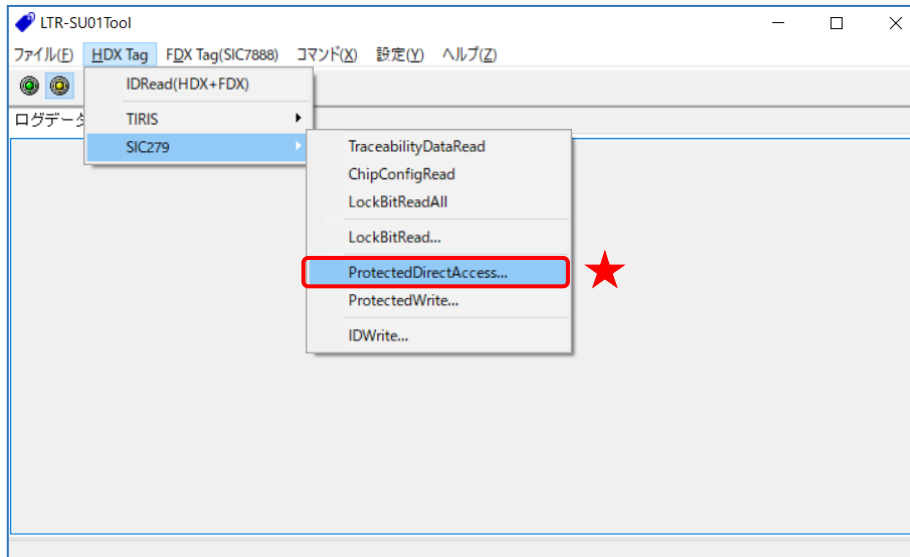 LTR-SU01Tool
ファイル(F) HDX Tag FDX Tag(SIC7888) コマンド(X) 設定(Y) ヘルプ(Z)
IDRead(HDX+FDX)
ログデータ
TIRIS
SIC279
TraceabilityDataRead
ChipConfigRead
LockBitReadAll
LockBitRead...
ProtectedDirectAccess...
ProtectedWrite...
IDWrite...